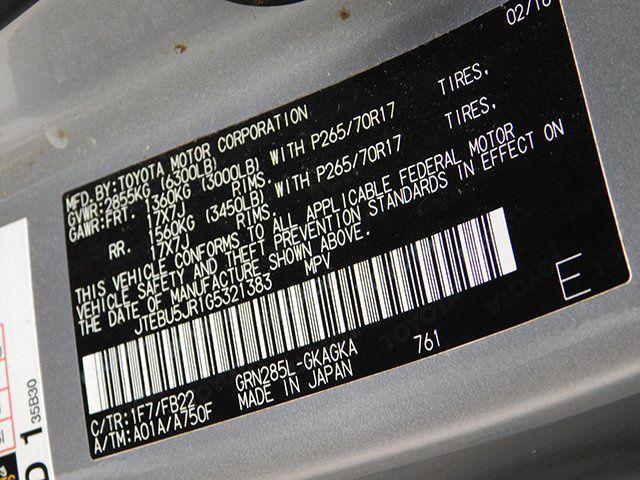 02/16
MFD.BY:TOYOTA MOTOR CORPORATION
GVWR:2855KG (6300LB)
GAWR:FRT. 1360KG (3000LB) WITH P265/70R17 TIRES,
17X7J RIMS,
RR. 1560KG (3450LB) WITH P265/70R17 TIRES,
17X7J RIMS,
THIS VEHICLE CONFORMS TO ALL APPLICABLE FEDERAL MOTOR
VEHICLE SAFETY AND THEFT PREVENTION STANDARDS IN EFFECT ON
THE DATE OF MANUFACTURE SHOWN ABOVE.
JTEBU5JR1G5321383 MPV
E
C/TR:1F7/FB22 GRN285L-GKAGKA 761
A/TM:A01A/A750F MADE IN JAPAN
D 1 35B30